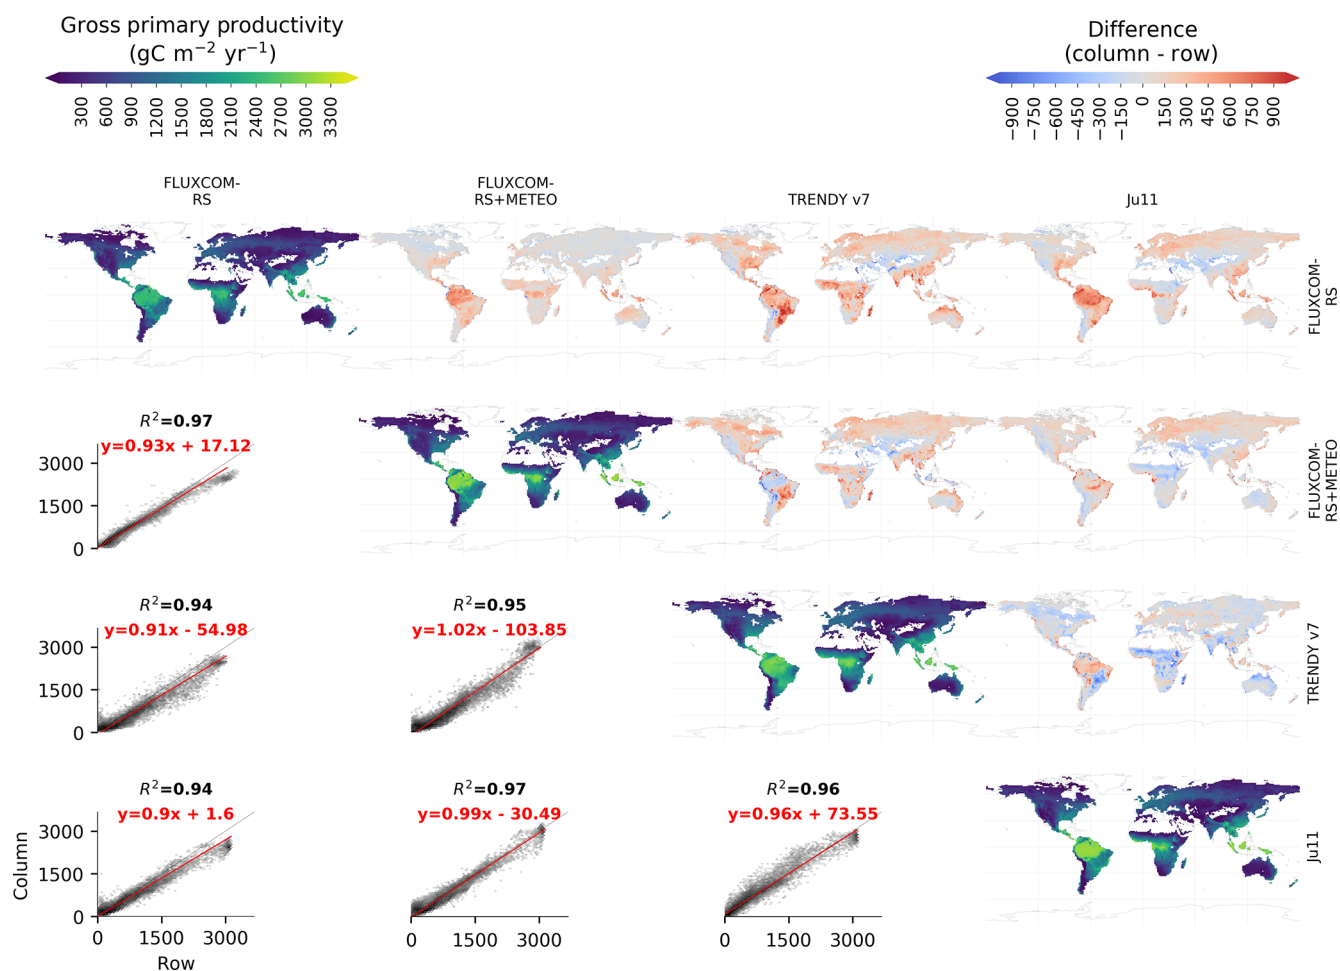 Gross primary productivity
(gC m⁻² yr⁻¹)
300 600 900 1200 1500 1800 2100 2400 2700 3000 3300
Difference
(column - row)
−900 −750 −600 −450 −300 −150 0 150 300 450 600 750 900
FLUXCOM-
RS
FLUXCOM-
RS+METEO
TRENDY v7
Ju11
FLUXCOM-
RS
R²=0.97
y=0.93x + 17.12
3000
1500
0
FLUXCOM-
RS+METEO
R²=0.94
y=0.91x - 54.98
3000
1500
0
R²=0.95
y=1.02x - 103.85
TRENDY v7
R²=0.94
y=0.9x + 1.6
3000
1500
0
Column
0 1500 3000
Row
R²=0.97
y=0.99x - 30.49
0 1500 3000
R²=0.96
y=0.96x + 73.55
0 1500 3000
Ju11